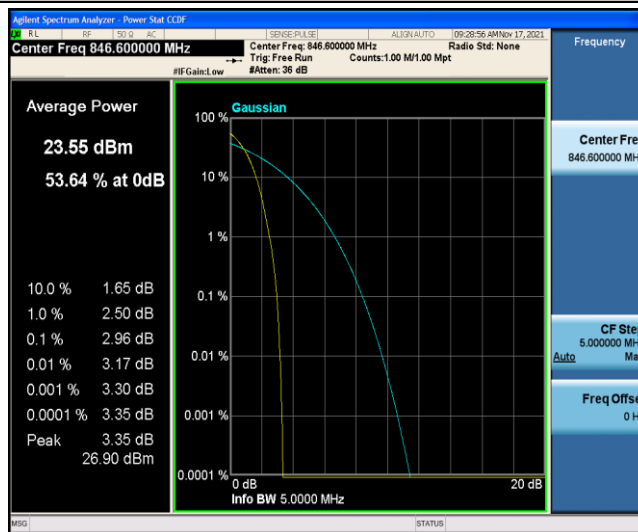 Agilent Spectrum Analyzer - Power Stat CCDF
RL RF 50 Ω AC SENSE:PULSE ALIGN AUTO 09:28:56 AM Nov 17, 2021
Center Freq 846.600000 MHz
Center Freq: 846.600000 MHz Radio Std: None
Trig: Free Run Counts:1.00 M/1.00 Mpt
#IFGain:Low #Atten: 36 dB
Frequency
Average Power
23.55 dBm
53.64 % at 0dB
10.0 % 1.65 dB
1.0 % 2.50 dB
0.1 % 2.96 dB
0.01 % 3.17 dB
0.001 % 3.30 dB
0.0001 % 3.35 dB
Peak 3.35 dB
26.90 dBm
Gaussian
100 %
10 %
1 %
0.1 %
0.01 %
0.001 %
0.0001 %
0 dB 20 dB
Info BW 5.0000 MHz
Center Fre
846.600000 MH
CF Ste
5.000000 MH
Auto Ma
Freq Offse
0 H
MSG STATUS